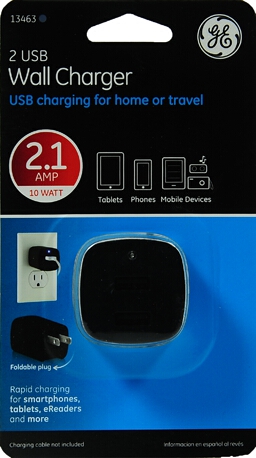 13463
GE
2 USB
Wall Charger
USB charging for home or travel
2.1
AMP
10 WATT
Tablets Phones Mobile Devices
Foldable plug
Rapid charging
for smartphones,
tablets, eReaders
and more
Charging cable not included
Información en español al revés